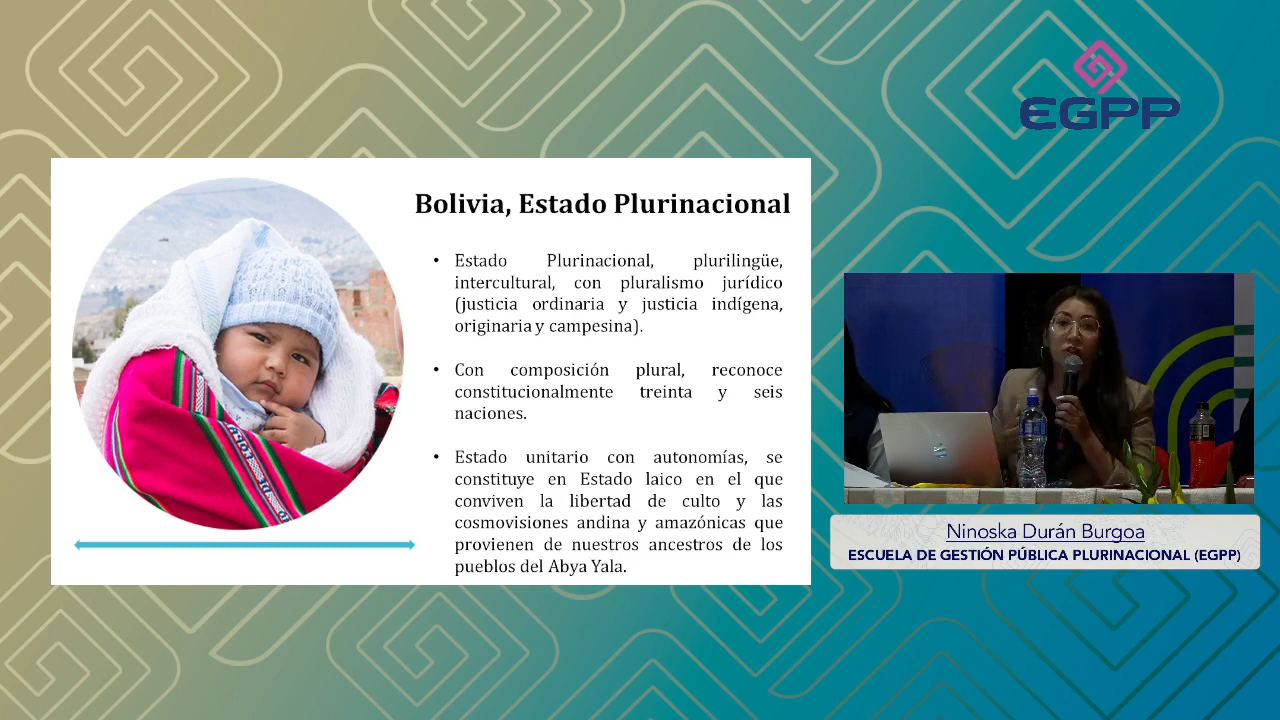 EGPP
Bolivia, Estado Plurinacional
• Estado Plurinacional, plurilingüe,
intercultural, con pluralismo jurídico
(justicia ordinaria y justicia indígena,
originaria y campesina).
• Con composición plural, reconoce
constitucionalmente treinta y seis
naciones.
• Estado unitario con autonomías, se
constituye en Estado laico en el que
conviven la libertad de culto y las
cosmovisiones andina y amazónicas que
provienen de nuestros ancestros de los
pueblos del Abya Yala.
Ninoska Durán Burgoa
ESCUELA DE GESTIÓN PÚBLICA PLURINACIONAL (EGPP)